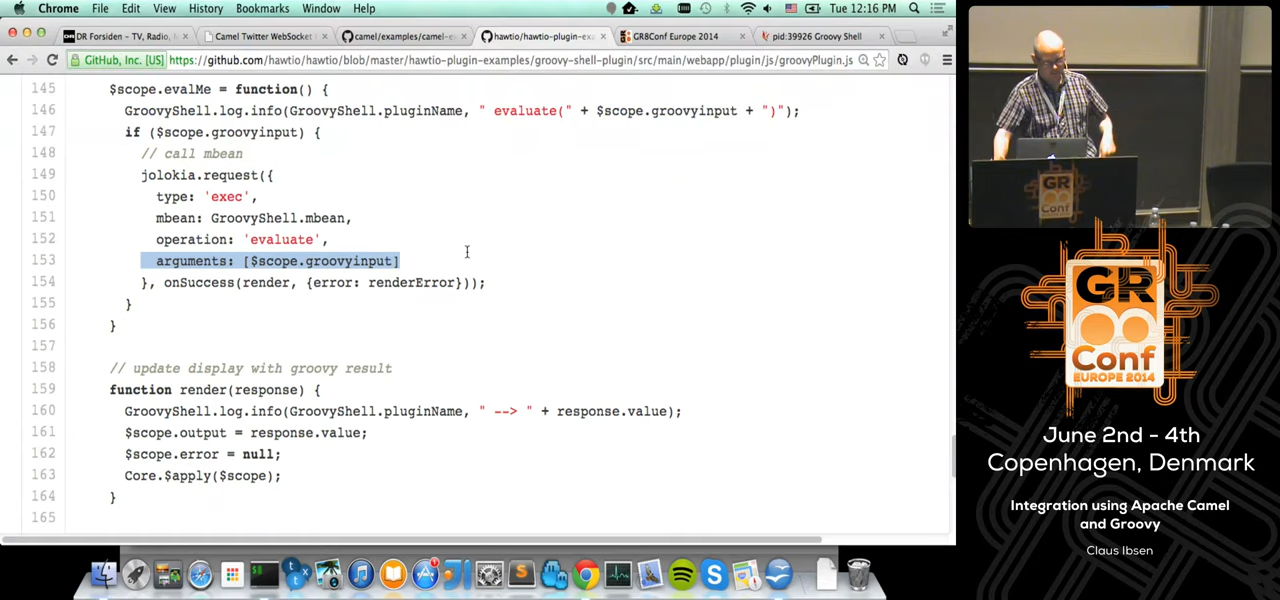 Chrome File Edit View History Bookmarks Window Help
Tue 12:16 PM
DR Forsiden – TV, Radio, N
Camel Twitter WebSocket
camel/examples/camel-e
hawtio/hawtio-plugin-exa
GR8Conf Europe 2014
pid:39926 Groovy Shell
GitHub, Inc. [US]
https://github.com/hawtio/hawtio/blob/master/hawtio-plugin-examples/groovy-shell-plugin/src/main/webapp/plugin/js/groovyPlugin.js
145 $scope.evalMe = function() {
146 GroovyShell.log.info(GroovyShell.pluginName, " evaluate(" + $scope.groovyinput + ")");
147 if ($scope.groovyinput) {
148 // call mbean
149 jolokia.request({
150 type: 'exec',
151 mbean: GroovyShell.mbean,
152 operation: 'evaluate',
153 arguments: [$scope.groovyinput]
154 }, onSuccess(render, {error: renderError}));
155 }
156 }
157
158 // update display with groovy result
159 function render(response) {
160 GroovyShell.log.info(GroovyShell.pluginName, " --> " + response.value);
161 $scope.output = response.value;
162 $scope.error = null;
163 Core.$apply($scope);
164 }
165
GR
Conf
GR
Conf
EUROPE 2014
June 2nd - 4th
Copenhagen, Denmark
Integration using Apache Camel
and Groovy
Claus Ibsen